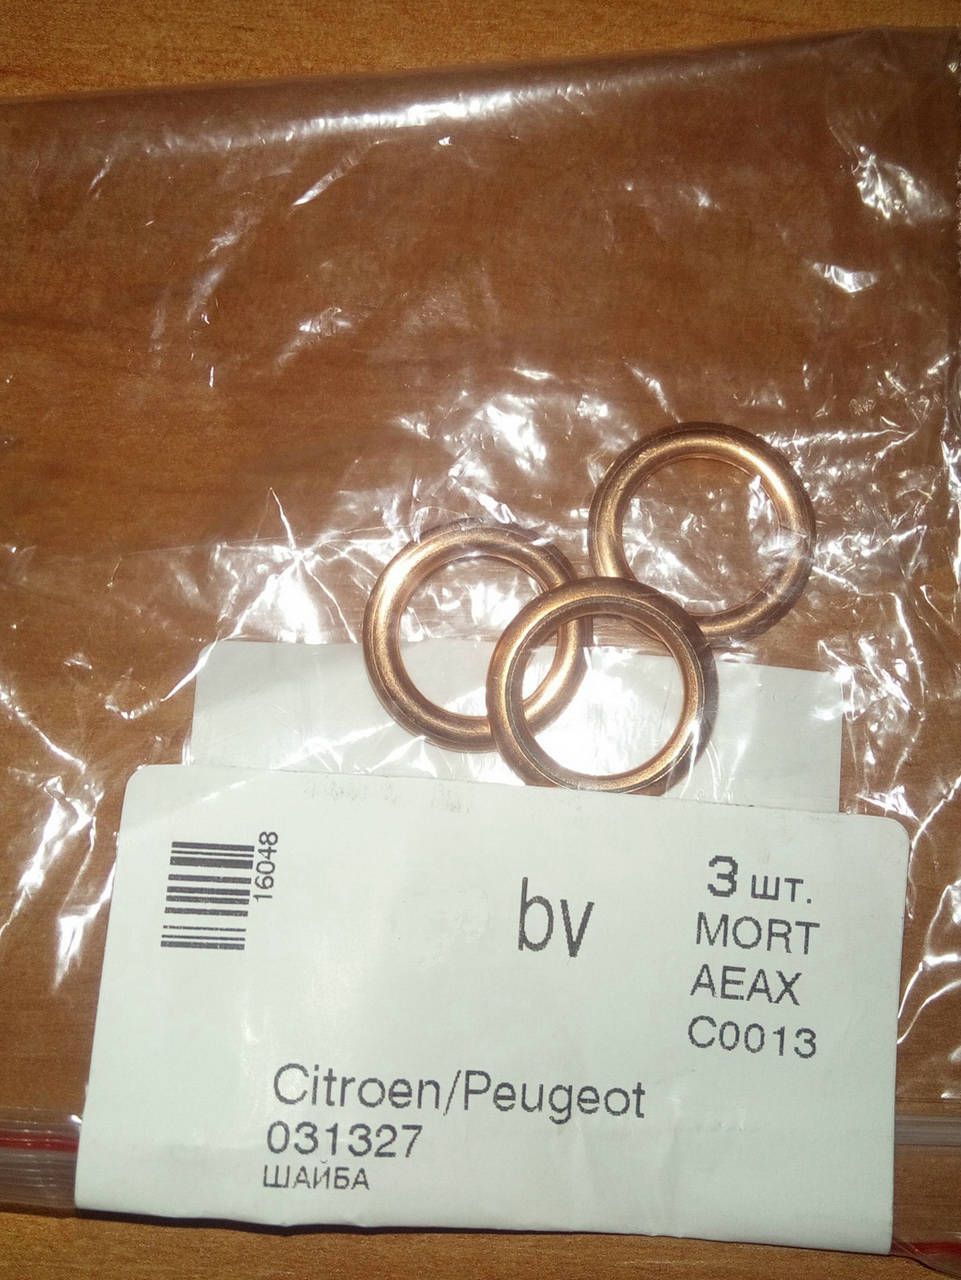 16048
bv
3 шт.
MORT
AEAX
C0013
Citroen/Peugeot
031327
ШАЙБА